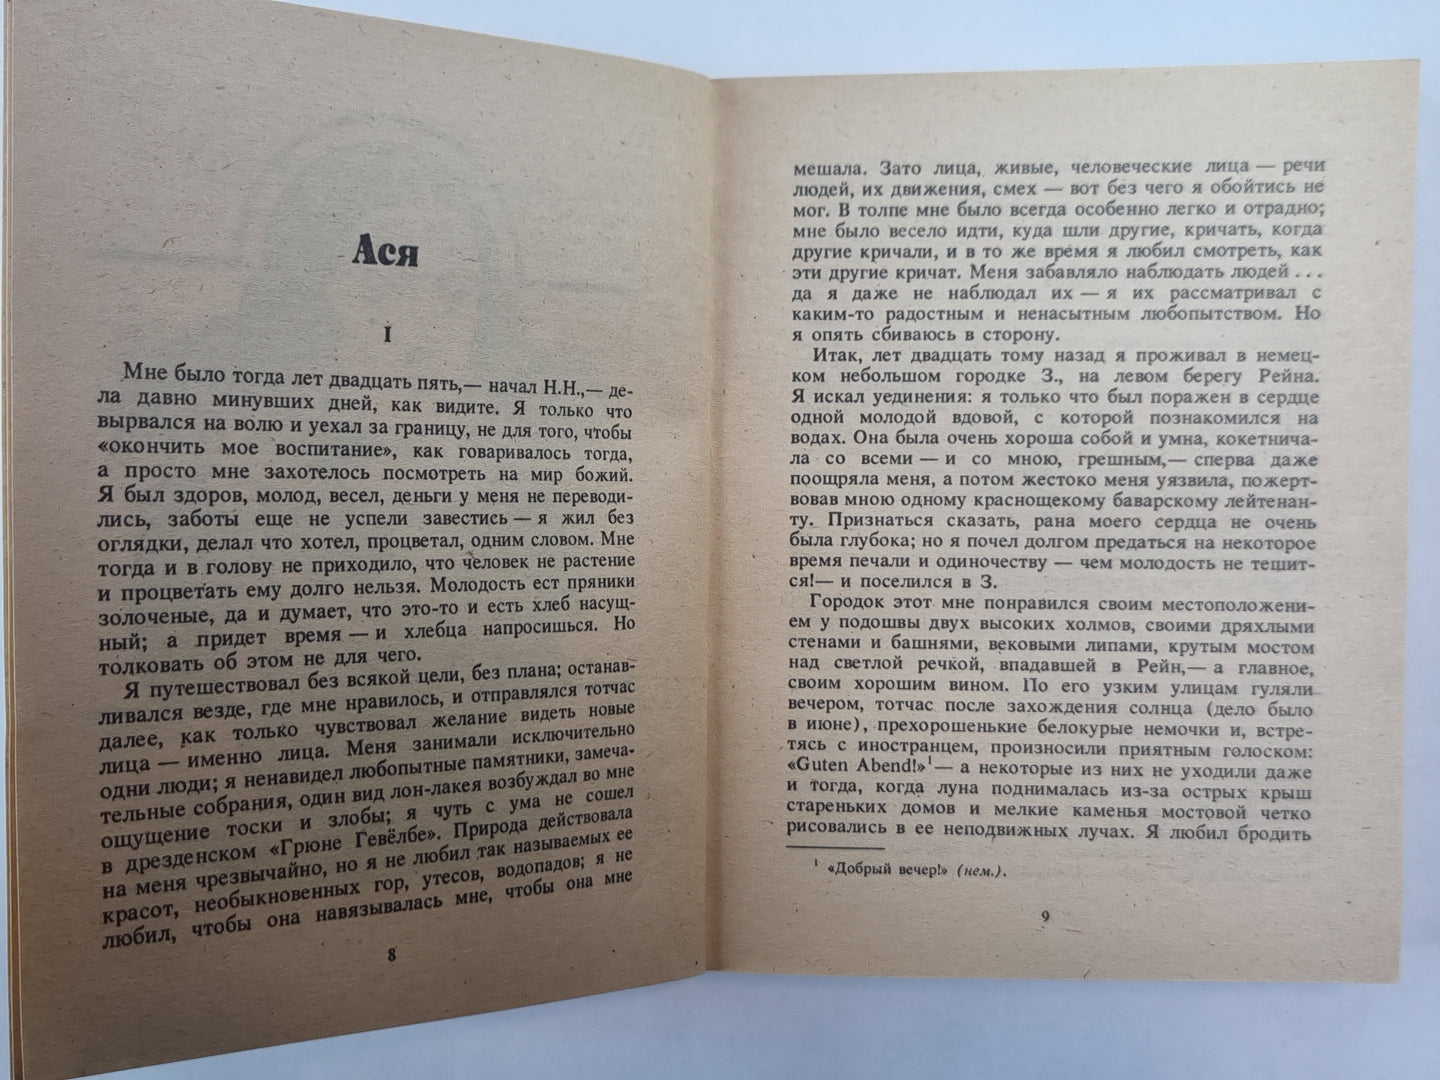 Ася
I
Мне было тогда лет двадцать пять,— начал Н.Н.,— де-
ла давно минувших дней, как видите. Я только что
вырвался на волю и уехал за границу, не для того, чтобы
«окончить мое воспитание», как говаривалось тогда,
а просто мне захотелось посмотреть на мир божий.
Я был здоров, молод, весел, деньги у меня не переводи-
лись, заботы еще не успели завестись — я жил без
оглядки, делал что хотел, процветал, одним словом. Мне
тогда и в голову не приходило, что человек не растение
и процветать ему долго нельзя. Молодость ест пряники
золоченые, да и думает, что это-то и есть хлеб насущ-
ный; а придет время — и хлебца напросишься. Но
толковать об этом не для чего.
Я путешествовал без всякой цели, без плана; останав-
ливался везде, где мне нравилось, и отправлялся тотчас
далее, как только чувствовал желание видеть новые
лица — именно лица. Меня занимали исключительно
одни люди; я ненавидел любопытные памятники, замеча-
тельные собрания, один вид лон-лакея возбуждал во мне
ощущение тоски и злобы; я чуть с ума не сошел
в дрезденском «Грюне Гевёлбе». Природа действовала
на меня чрезвычайно, но я не любил так называемых ее
красот, необыкновенных гор, утесов, водопадов; я не
любил, чтобы она навязывалась мне, чтобы она мне
8
мешала. Зато лица, живые, человеческие лица — речи
людей, их движения, смех — вот без чего я обойтись не
мог. В толпе мне было всегда особенно легко и отрадно;
мне было весело идти, куда шли другие, кричать, когда
другие кричали, и в то же время я любил смотреть, как
эти другие кричат. Меня забавляло наблюдать людей . . .
да я даже не наблюдал их — я их рассматривал с
каким-то радостным и ненасытным любопытством. Но
я опять сбиваюсь в сторону.
Итак, лет двадцать тому назад я проживал в немец-
ком небольшом городке З., на левом берегу Рейна.
Я искал уединения: я только что был поражен в сердце
одной молодой вдовой, с которой познакомился на
водах. Она была очень хороша собой и умна, кокетнича-
ла со всеми — и со мною, грешным,— сперва даже
поощряла меня, а потом жестоко меня уязвила, пожерт-
вовав мною одному краснощекому баварскому лейтенан-
ту. Признаться сказать, рана моего сердца не очень
была глубока; но я почел долгом предаться на некоторое
время печали и одиночеству — чем молодость не тешит-
ся!— и поселился в З.
Городок этот мне понравился своим местоположени-
ем у подошвы двух высоких холмов, своими дряхлыми
стенами и башнями, вековыми липами, крутым мостом
над светлой речкой, впадавшей в Рейн,— а главное,
своим хорошим вином. По его узким улицам гуляли
вечером, тотчас после захождения солнца (дело было
в июне), прехорошенькие белокурые немочки и, встре-
тясь с иностранцем, произносили приятным голоском:
«Guten Abend!»¹— а некоторые из них не уходили даже
и тогда, когда луна поднималась из-за острых крыш
стареньких домов и мелкие каменья мостовой четко
рисовались в ее неподвижных лучах. Я любил бродить
¹ «Добрый вечер!» (нем.).
9